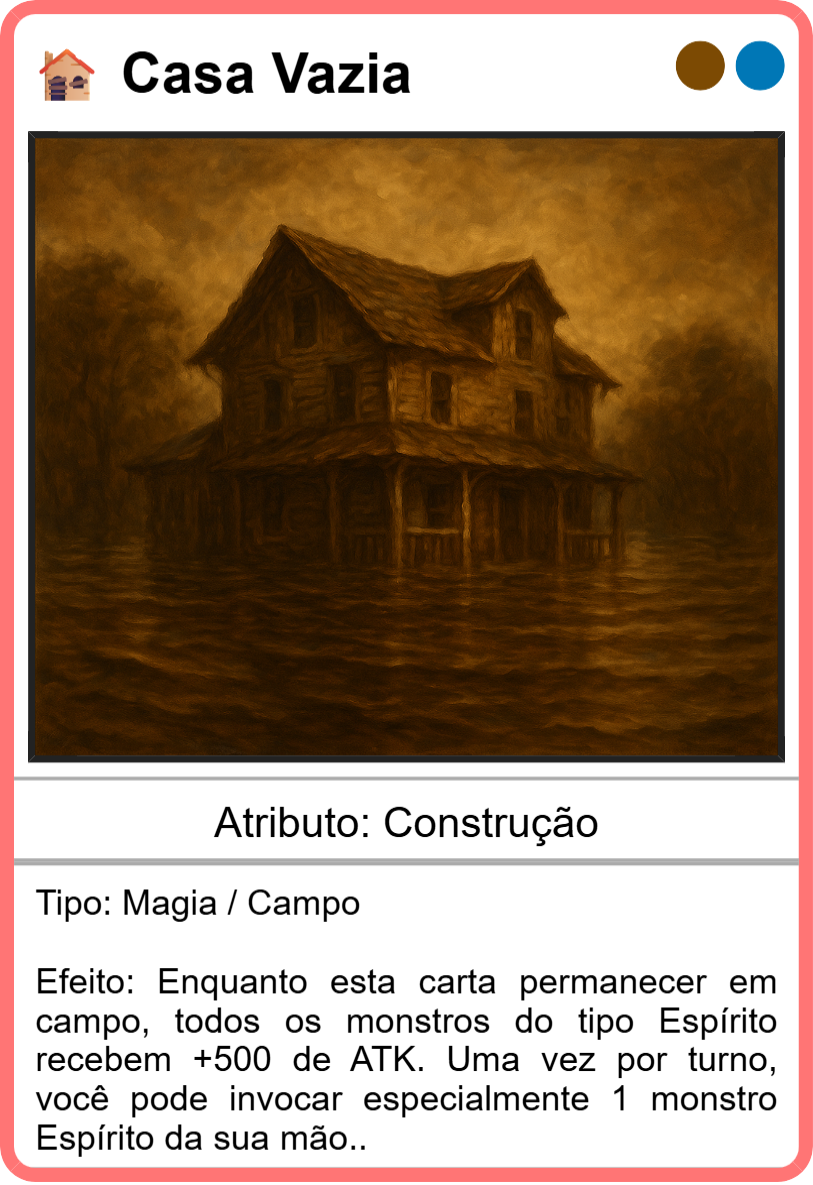 Casa Vazia
Atributo: Construção
Tipo: Magia / Campo
Efeito: Enquanto esta carta permanecer em
campo, todos os monstros do tipo Espírito
recebem +500 de ATK. Uma vez por turno,
você pode invocar especialmente 1 monstro
Espírito da sua mão..